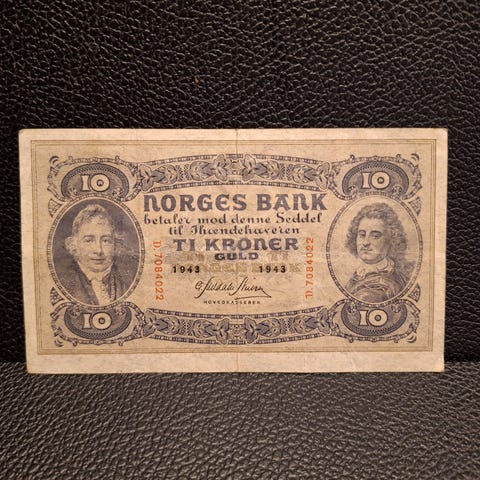 10 10
NORGES BANK
betaler mod denne Seddel
til Ihændehaveren
TI KRONER
GULD
1943 1943
D.7084022
D.7084022
HOVEDKASSERER
10 10